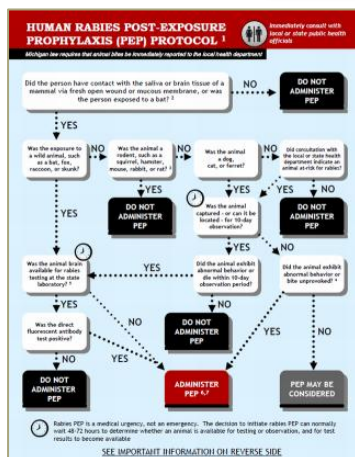 HUMAN RABIES POST-EXPOSURE
PROPHYLAXIS (PEP) PROTOCOL 1
Immediately consult with
local or state public health
officials
Michigan law requires that animal bites be immediately reported to the local health department
Did the person have contact with the saliva or brain tissue of
a mammal via fresh open wound or mucous membrane, or was
the person exposed to a bat? 2
NO
DO NOT
ADMINISTER
PEP
YES
Was the exposure to
a wild animal, such
as a bat, fox,
raccoon, or skunk?
NO
Was the animal a
rodent, such as a
squirrel, hamster,
mouse, rabbit, or rat? 3
NO
Was the animal
a dog,
cat, or ferret?
NO
Did consultation with
the local or state health
department indicate an
animal at-risk for rabies?
YES
YES
YES
YES
NO
DO NOT
ADMINISTER
PEP
Was the animal
captured - or can it be
located - for 10-day
observation?
DO NOT
ADMINISTER
PEP
YES
NO
Was the animal brain
available for rabies
testing at the state
laboratory? 5
YES
Did the animal exhibit
abnormal behavior or
die within 10-day
observation period?
Did the animal exhibit
abnormal behavior or
bite unprovoked? 4
YES
NO
NO
YES
NO
Was the direct
fluorescent antibody
test positive?
DO NOT
ADMINISTER
PEP
NO
YES
DO NOT
ADMINISTER
PEP
ADMINISTER
PEP 6,7
PEP MAY BE
CONSIDERED
Rabies PEP is a medical urgency, not an emergency. The decision to initiate rabies PEP can normally
wait 48-72 hours to determine whether an animal is available for testing or observation, and for test
results to become available
SEE IMPORTANT INFORMATION ON REVERSE SIDE